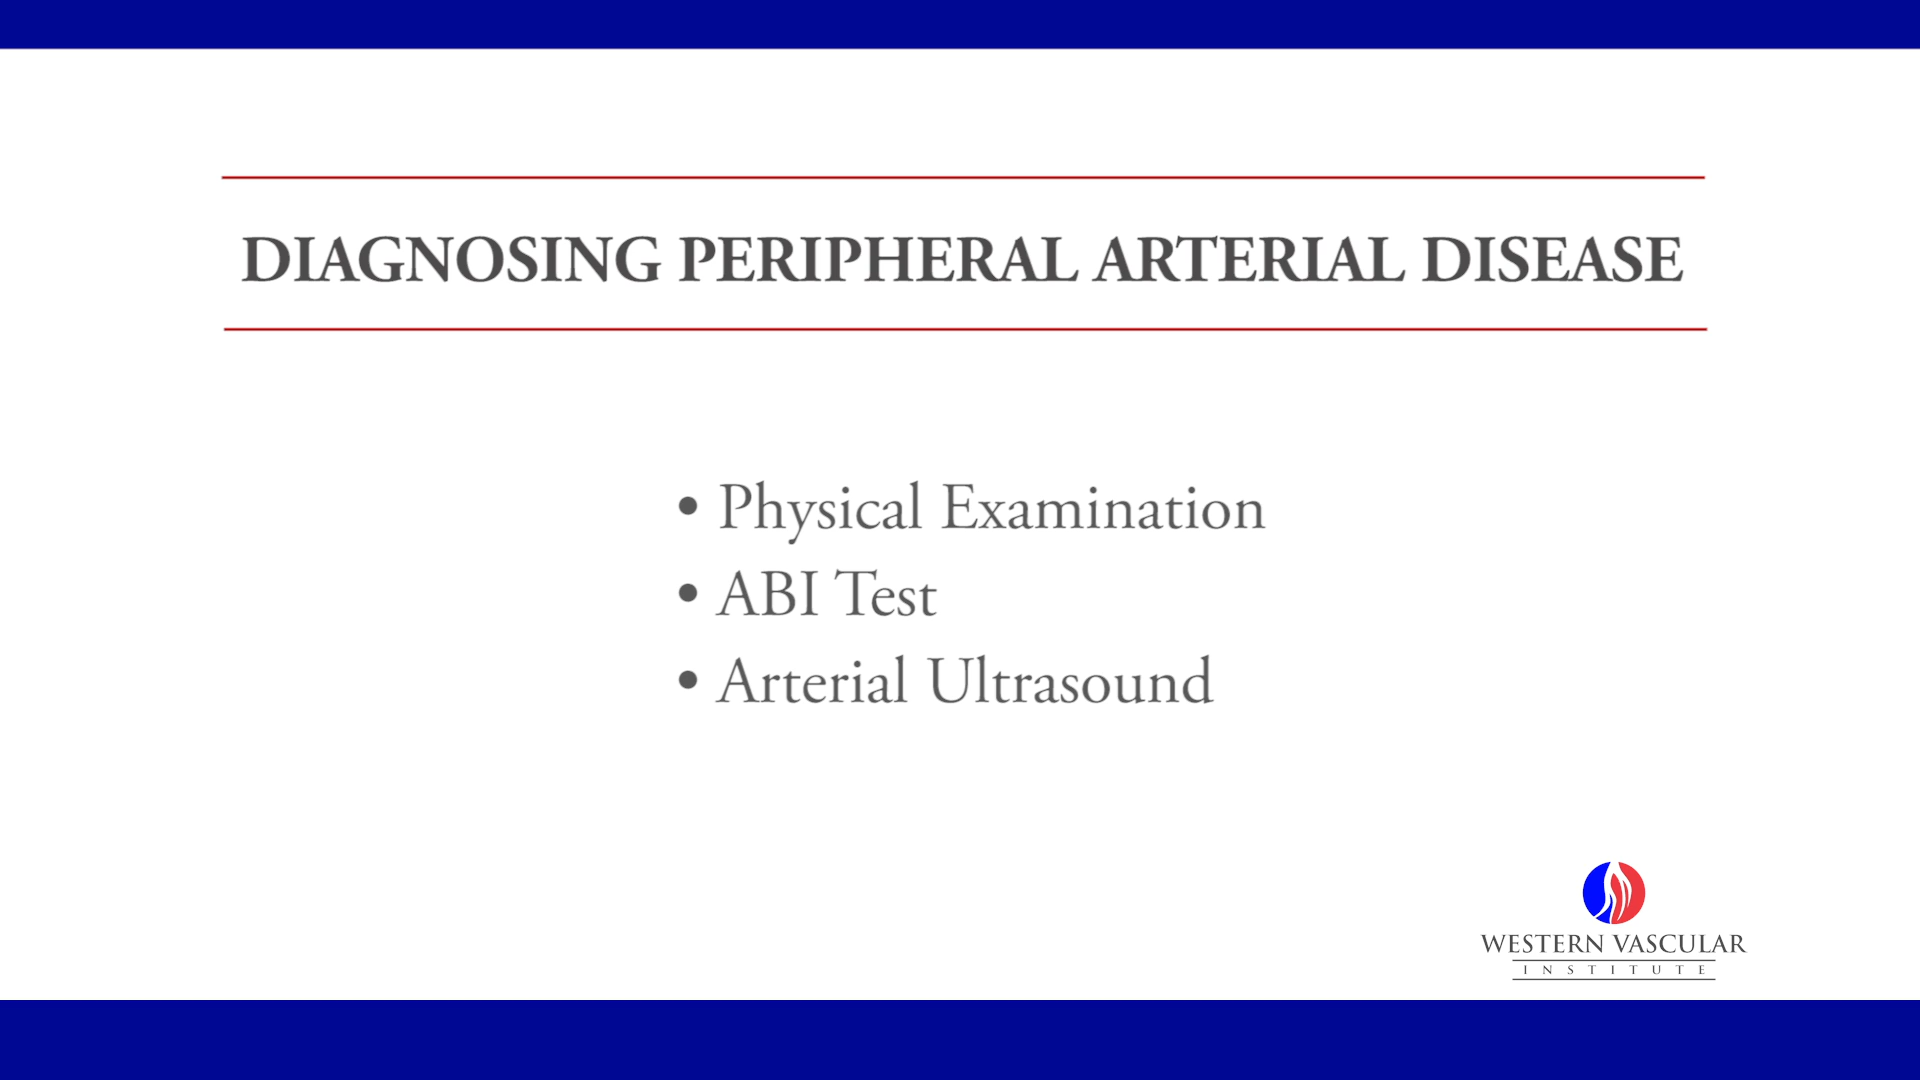 DIAGNOSING PERIPHERAL ARTERIAL DISEASE
• Physical Examination
• ABI Test
• Arterial Ultrasound
WESTERN VASCULAR
INSTITUTE